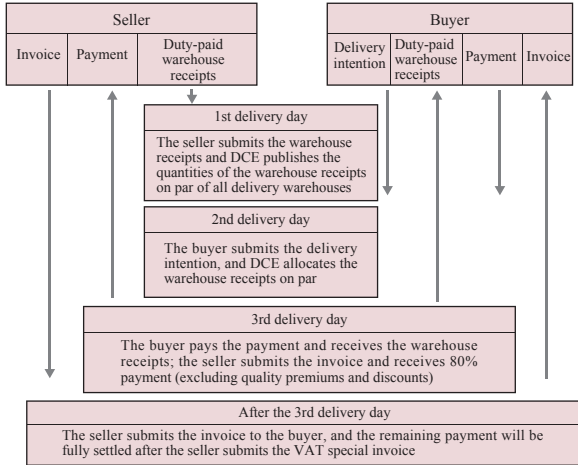 Seller
Buyer
Invoice
Payment
Duty-paid
warehouse
receipts
Delivery
intention
Duty-paid
warehouse
receipts
Payment
Invoice
1st delivery day
The seller submits the warehouse
receipts and DCE publishes the
quantities of the warehouse receipts
on par of all delivery warehouses
2nd delivery day
The buyer submits the delivery
intention, and DCE allocates the
warehouse receipts on par
3rd delivery day
The buyer pays the payment and receives the warehouse
receipts; the seller submits the invoice and receives 80%
payment (excluding quality premiums and discounts)
After the 3rd delivery day
The seller submits the invoice to the buyer, and the remaining payment will be
fully settled after the seller submits the VAT special invoice